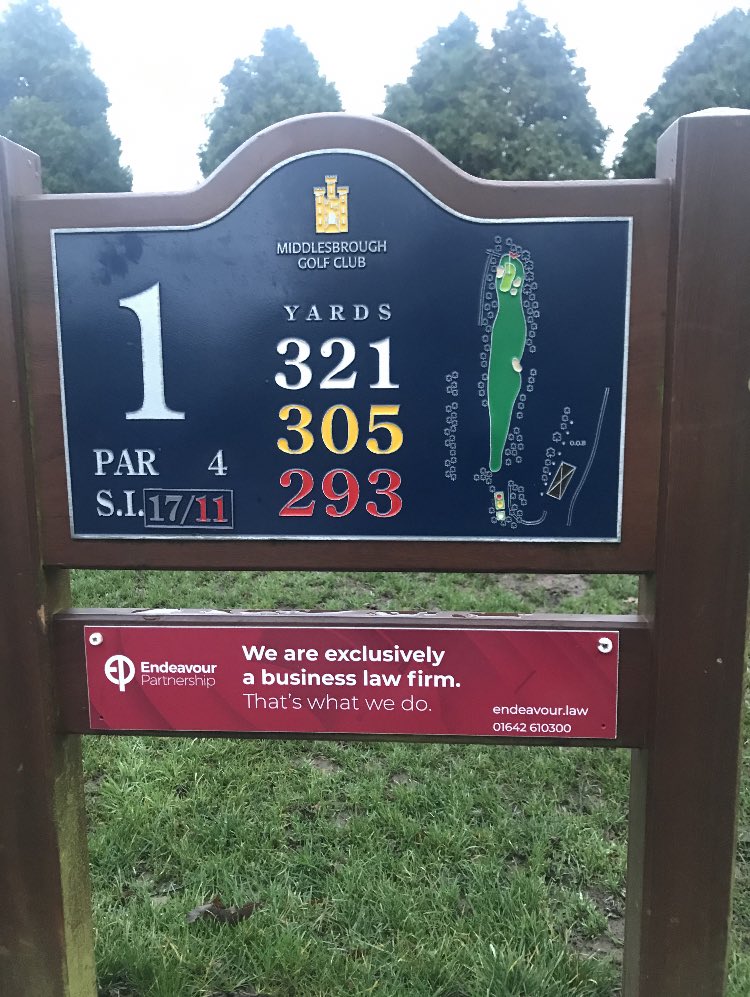 MIDDLESBROUGH
GOLF CLUB
1
YARDS
321
305
293
PAR 4
S.I. 17/11
O.O.B
EP
Endeavour
Partnership
We are exclusively
a business law firm.
That's what we do.
endeavour.law
01642 610300